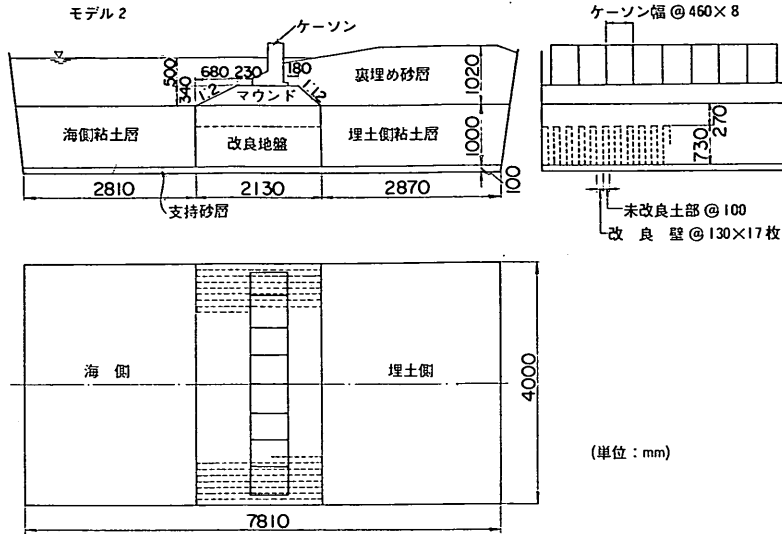 モデル2
ケーソン
ケーソン幅@460×8
500
340
680
230
180
1:2
1:1.2
マウンド
裏埋め砂層
1020
海側粘土層
改良地盤
埋土側粘土層
1000
100
270
730
2810
2130
2870
支持砂層
未改良土部@100
改良壁@130×17枚
海側
埋土側
4000
(単位:mm)
7810